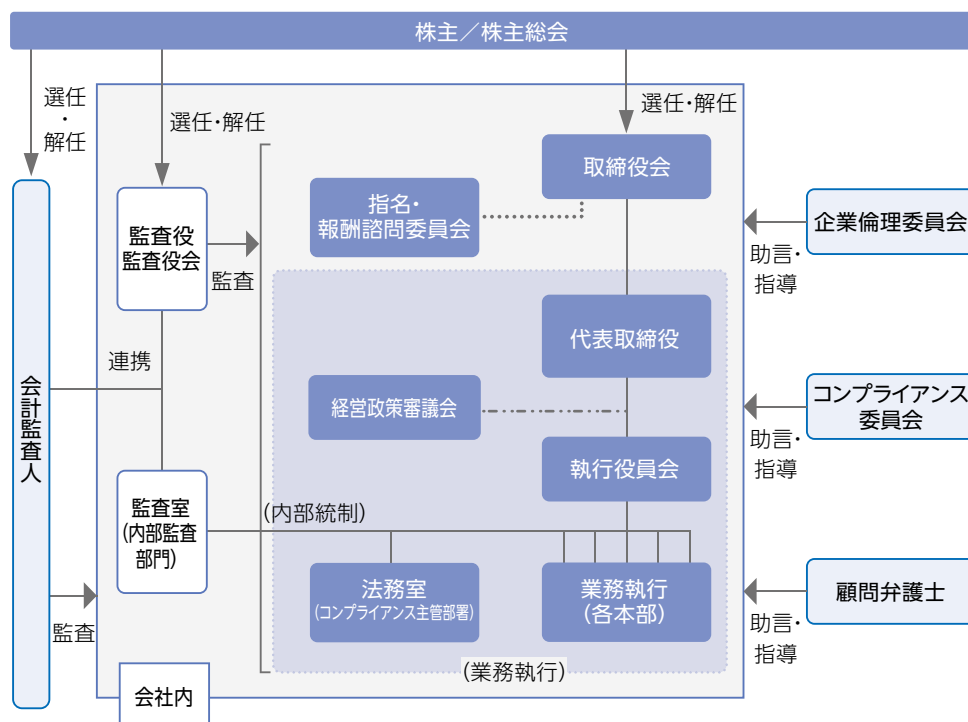 株主／株主総会
選任
・
解任
選任・解任
選任・解任
取締役会
指名・
報酬諮問委員会
企業倫理委員会
監査役
監査役会
監査
助言・
指導
代表取締役
連携
会計監査人
経営政策審議会
コンプライアンス
委員会
助言・
指導
執行役員会
監査室
(内部監査
部門)
(内部統制)
法務室
(コンプライアンス主管部署)
業務執行
(各本部)
顧問弁護士
監査
助言・
指導
(業務執行)
会社内